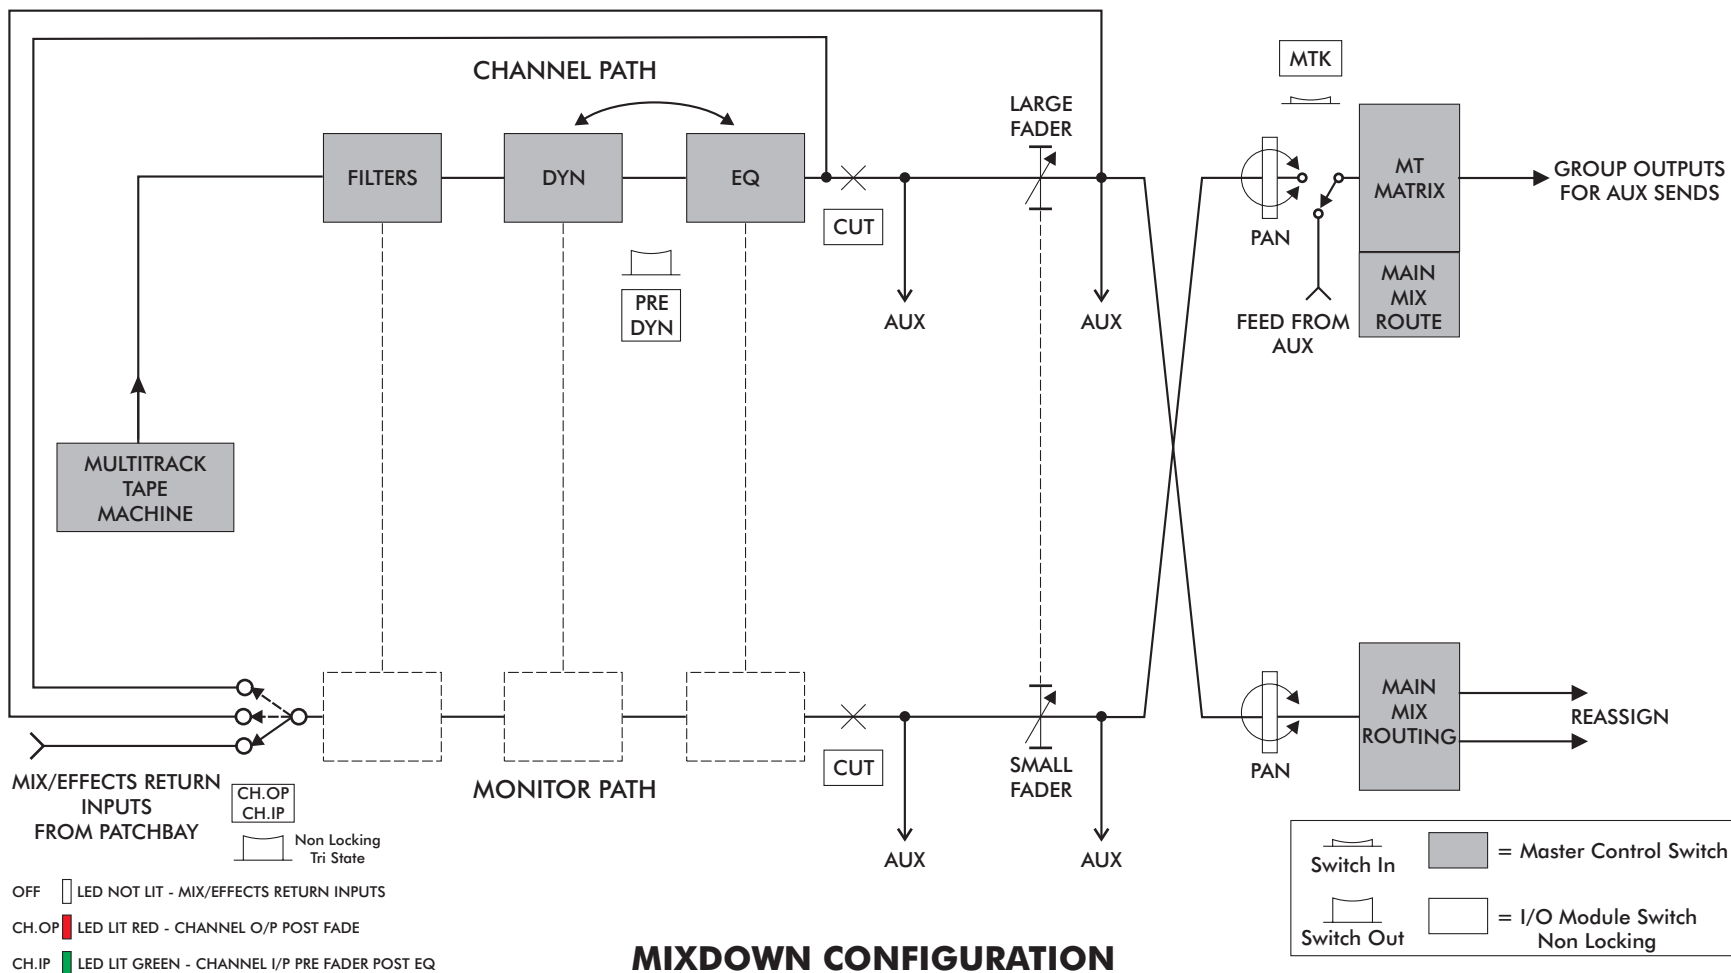 CHANNEL PATH
MTK
LARGE
FADER
FILTERS
DYN
EQ
CUT
PRE
DYN
AUX
AUX
PAN
MT
MATRIX
GROUP OUTPUTS
FOR AUX SENDS
MAIN
MIX
ROUTE
FEED FROM
AUX
MULTITRACK
TAPE
MACHINE
MIX/EFFECTS RETURN
INPUTS
FROM PATCHBAY
CH.OP
CH.IP
Non Locking
Tri State
MONITOR PATH
CUT
SMALL
FADER
AUX
AUX
PAN
MAIN
MIX
ROUTING
REASSIGN
OFF LED NOT LIT - MIX/EFFECTS RETURN INPUTS
CH.OP LED LIT RED - CHANNEL O/P POST FADE
CH.IP LED LIT GREEN - CHANNEL I/P PRE FADER POST EQ
Switch In
= Master Control Switch
Switch Out
= I/O Module Switch
Non Locking
MIXDOWN CONFIGURATION